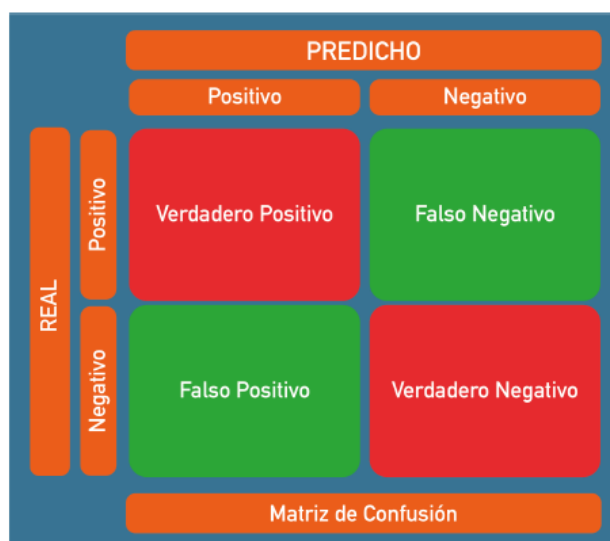 PREDICHO
Positivo
Negativo
REAL
Positivo
Verdadero Positivo
Falso Negativo
Negativo
Falso Positivo
Verdadero Negativo
Matriz de Confusión